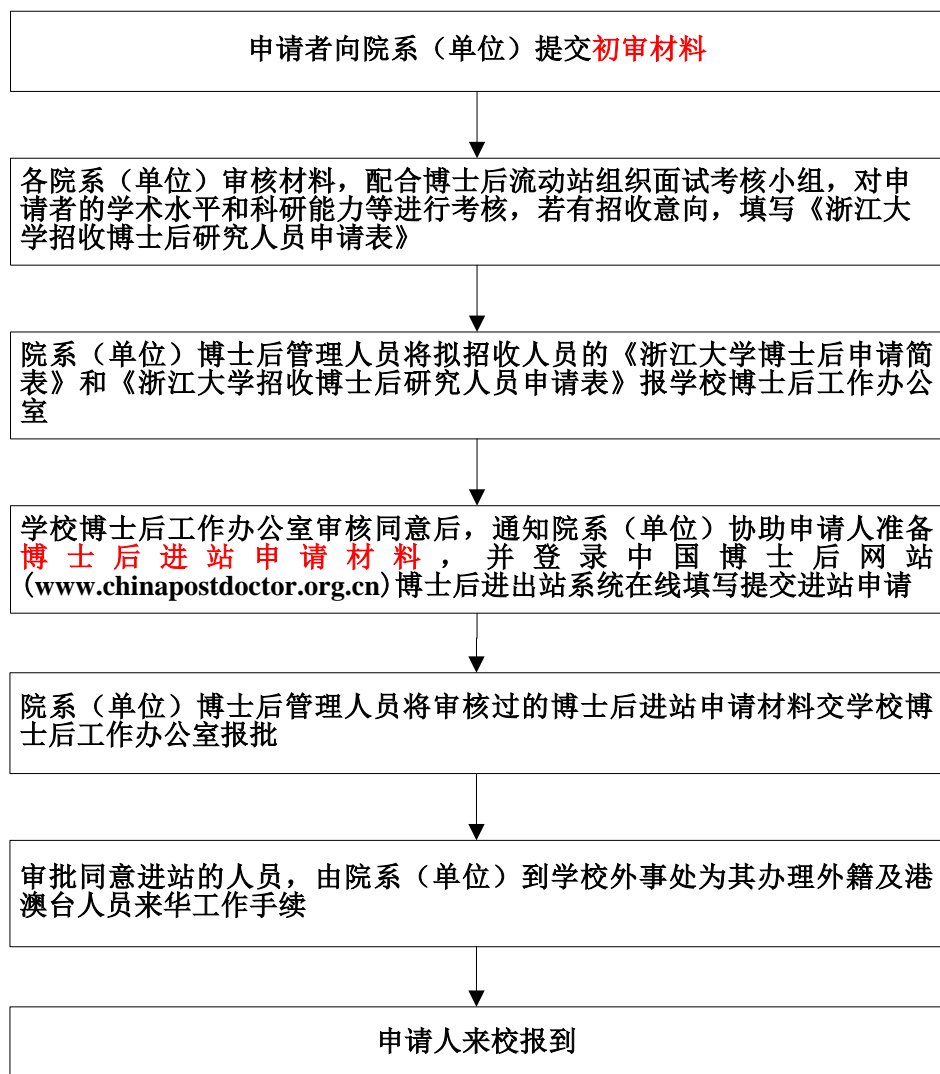 申请者向院系（单位）提交初审材料
各院系（单位）审核材料，配合博士后流动站组织面试考核小组，对申
请者的学术水平和科研能力等进行考核，若有招收意向，填写《浙江大
学招收博士后研究人员申请表》
院系（单位）博士后管理人员将拟招收人员的《浙江大学博士后申请简
表》和《浙江大学招收博士后研究人员申请表》报学校博士后工作办公
室
学校博士后工作办公室审核同意后，通知院系（单位）协助申请人准备
博士后进站申请材料，并登录中国博士后网站
(www.chinapostdoctor.org.cn)博士后进出站系统在线填写提交进站申请
院系（单位）博士后管理人员将审核过的博士后进站申请材料交学校博
士后工作办公室报批
审批同意进站的人员，由院系（单位）到学校外事处为其办理外籍及港
澳台人员来华工作手续
申请人来校报到